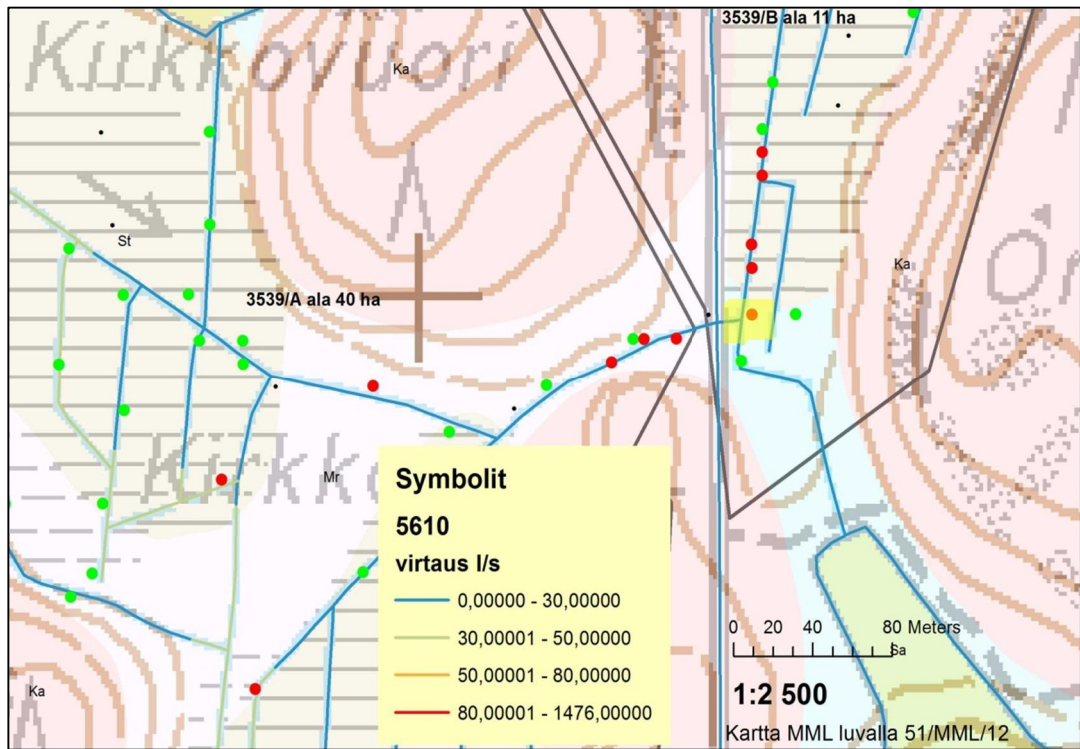 3539/B ala 11 ha
Kirkkovuori
Ka
St
Ka
3539/A ala 40 ha
Kirkko
Mr
Symbolit
5610
virtaus l/s
0,00000 - 30,00000
30,00001 - 50,00000
50,00001 - 80,00000
80,00001 - 1476,00000
0 20 40 80 Meters
Sa
1:2 500
Ka
Kartta MML luvalla 51/MML/12